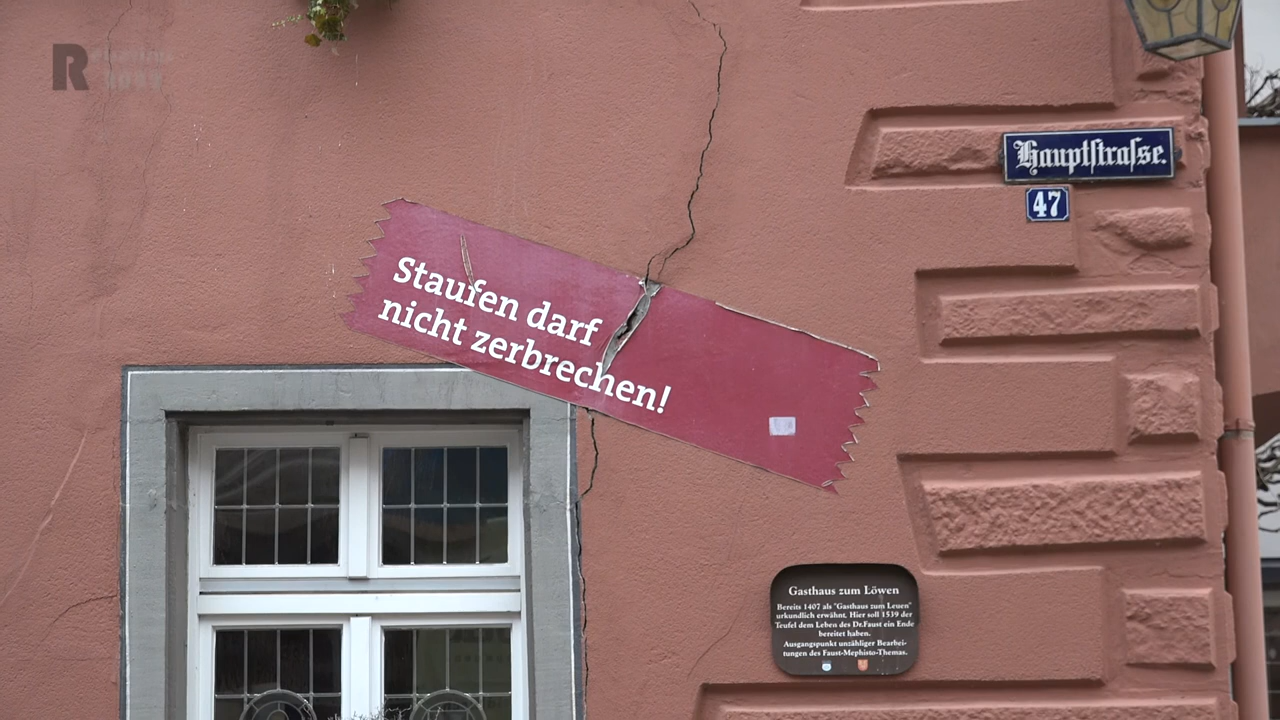 R
Hauptstrasse.
47
Staufen darf
nicht zerbrechen!
Gasthaus zum Löwen
Bereits 1407 als "Gasthaus zum Leuen"
urkundlich erwähnt. Hier soll 1539 der
Teufel dem Leben des Dr.Faust ein Ende
bereitet haben.
Ausgangspunkt unzähliger Bearbei-
tungen des Faust-Mephisto-Themas.